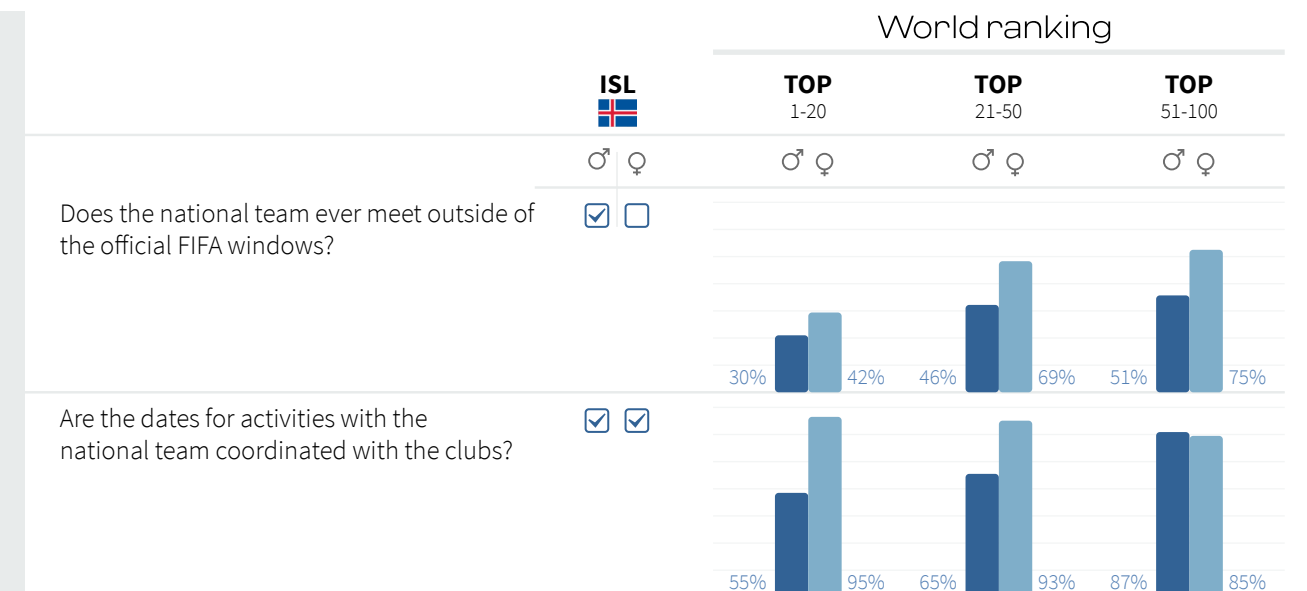 World ranking
ISL TOP TOP TOP
1-20 21-50 51-100
♂ ♀ ♂ ♀ ♂ ♀ ♂ ♀
Does the national team ever meet outside of
the official FIFA windows?
30% 42% 46% 69% 51% 75%
Are the dates for activities with the
national team coordinated with the clubs?
55% 95% 65% 93% 87% 85%